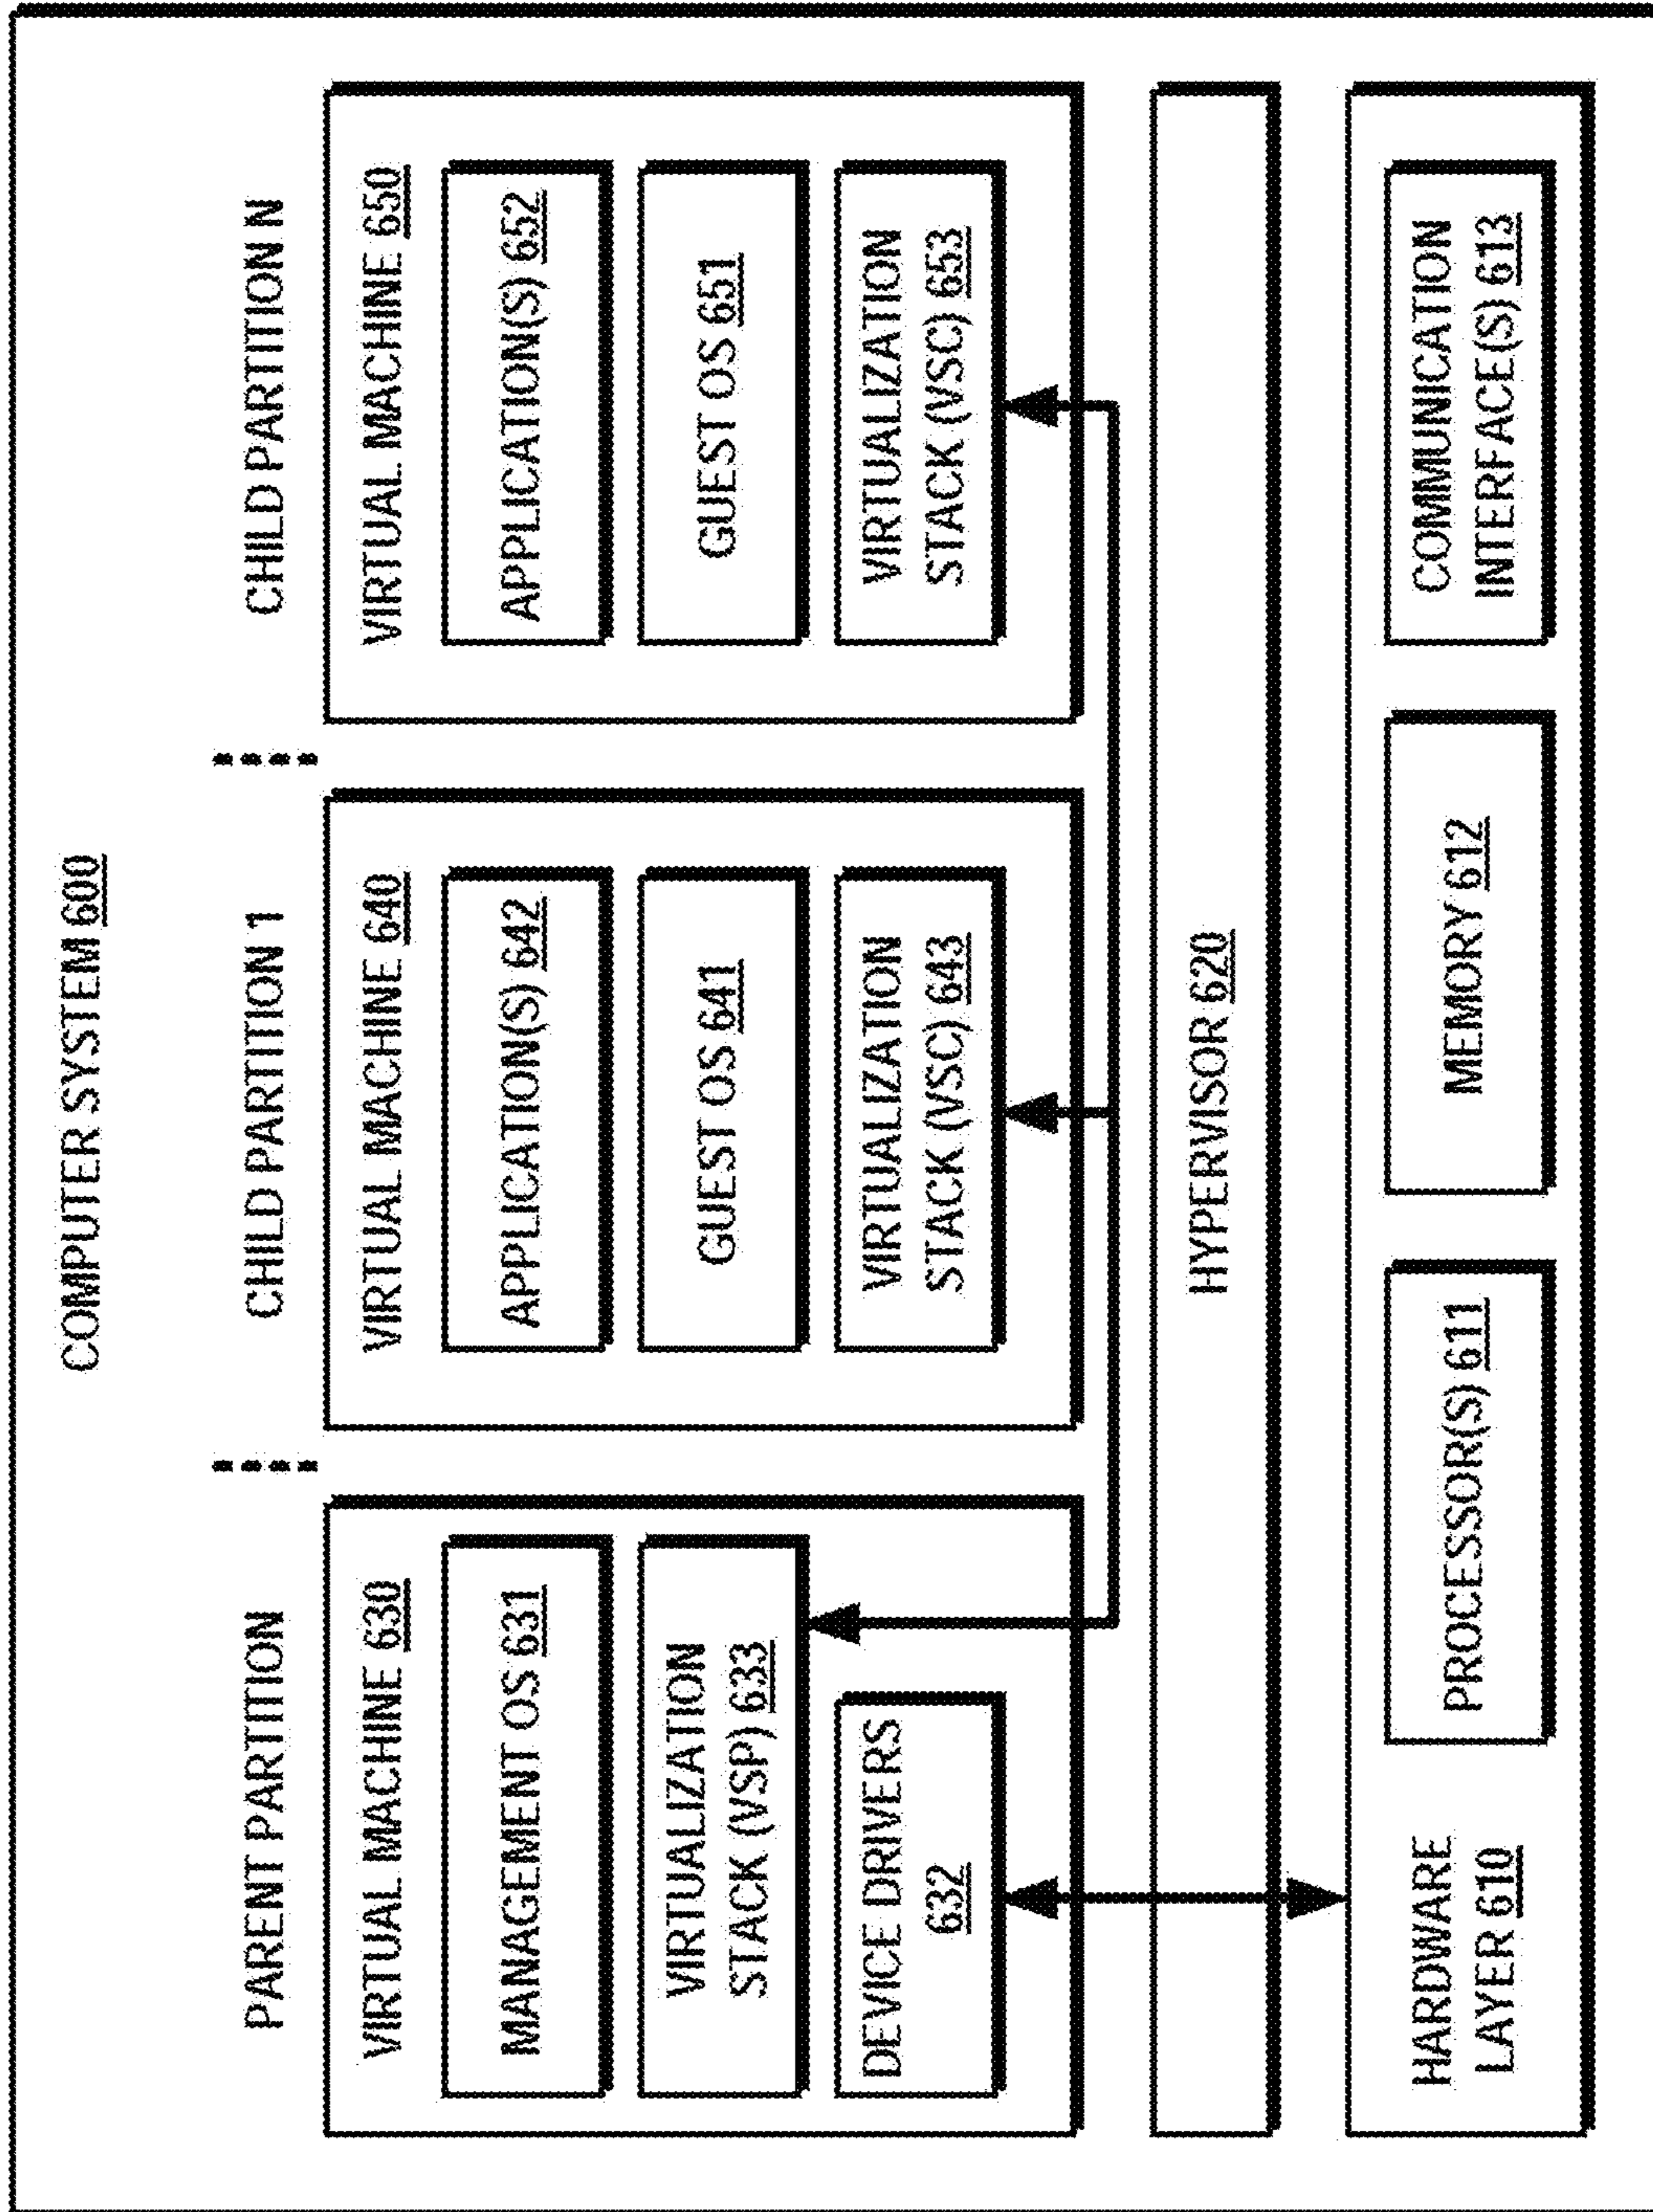 COMPUTER SYSTEM 600
PARENT PARTITION
VIRTUAL MACHINE 630
MANAGEMENT OS 631
VIRTUALIZATION
STACK (VSP) 633
DEVICE DRIVERS
632
CHILD PARTITION 1
VIRTUAL MACHINE 640
APPLICATION(S) 642
GUEST OS 641
VIRTUALIZATION
STACK (VSC) 643
CHILD PARTITION N
VIRTUAL MACHINE 650
APPLICATION(S) 652
GUEST OS 651
VIRTUALIZATION
STACK (VSC) 653
HYPERVISOR 620
HARDWARE
LAYER 610
PROCESSOR(S) 611
MEMORY 612
COMMUNICATION
INTERFACE(S) 613